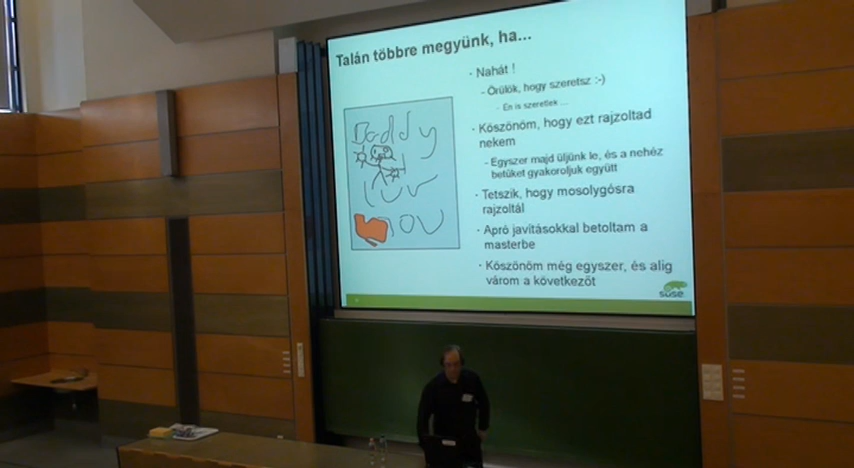 Talán többre megyünk, ha...
Daddy
luv
you
· Nahát !
- Örülök, hogy szeretsz :-)
- Én is szeretlek ...
· Köszönöm, hogy ezt rajzoltad
nekem
- Egyszer majd üljünk le, és a nehéz
betűket gyakoroljuk együtt
· Tetszik, hogy mosolygósra
rajzoltál
· Apró javításokkal betoltam a
masterbe
· Köszönöm még egyszer, és alig
várom a következőt
SUSE